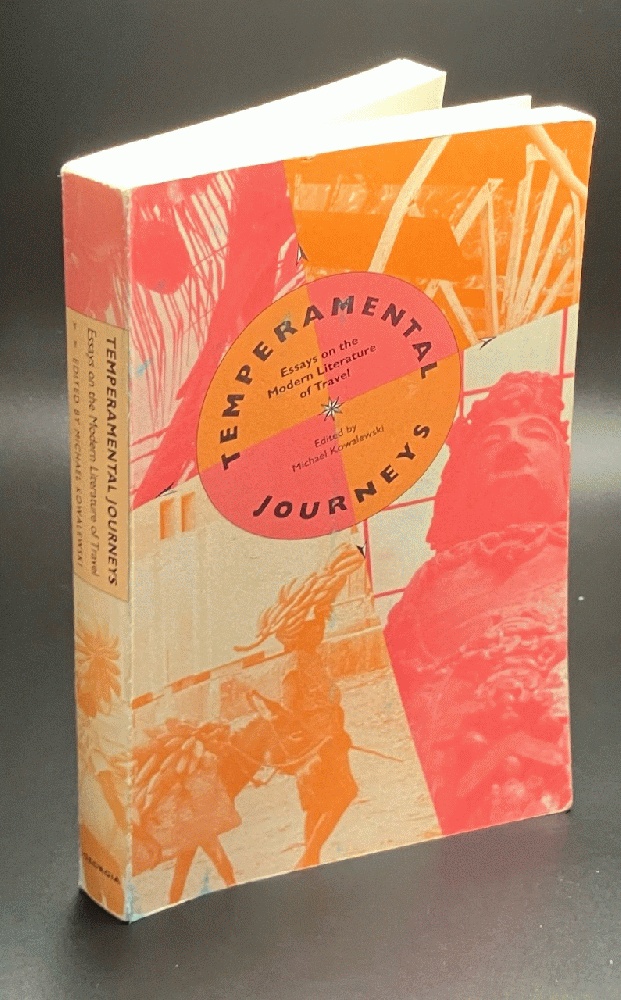 TEMPERAMENTAL
Essays on the
Modern Literature
of Travel
Edited by
Michael Kowalewski
JOURNEYS
TEMPERAMENTAL JOURNEYS
Essays on the Modern Literature of Travel
EDITED BY MICHAEL KOWALEWSKI
GEORGIA